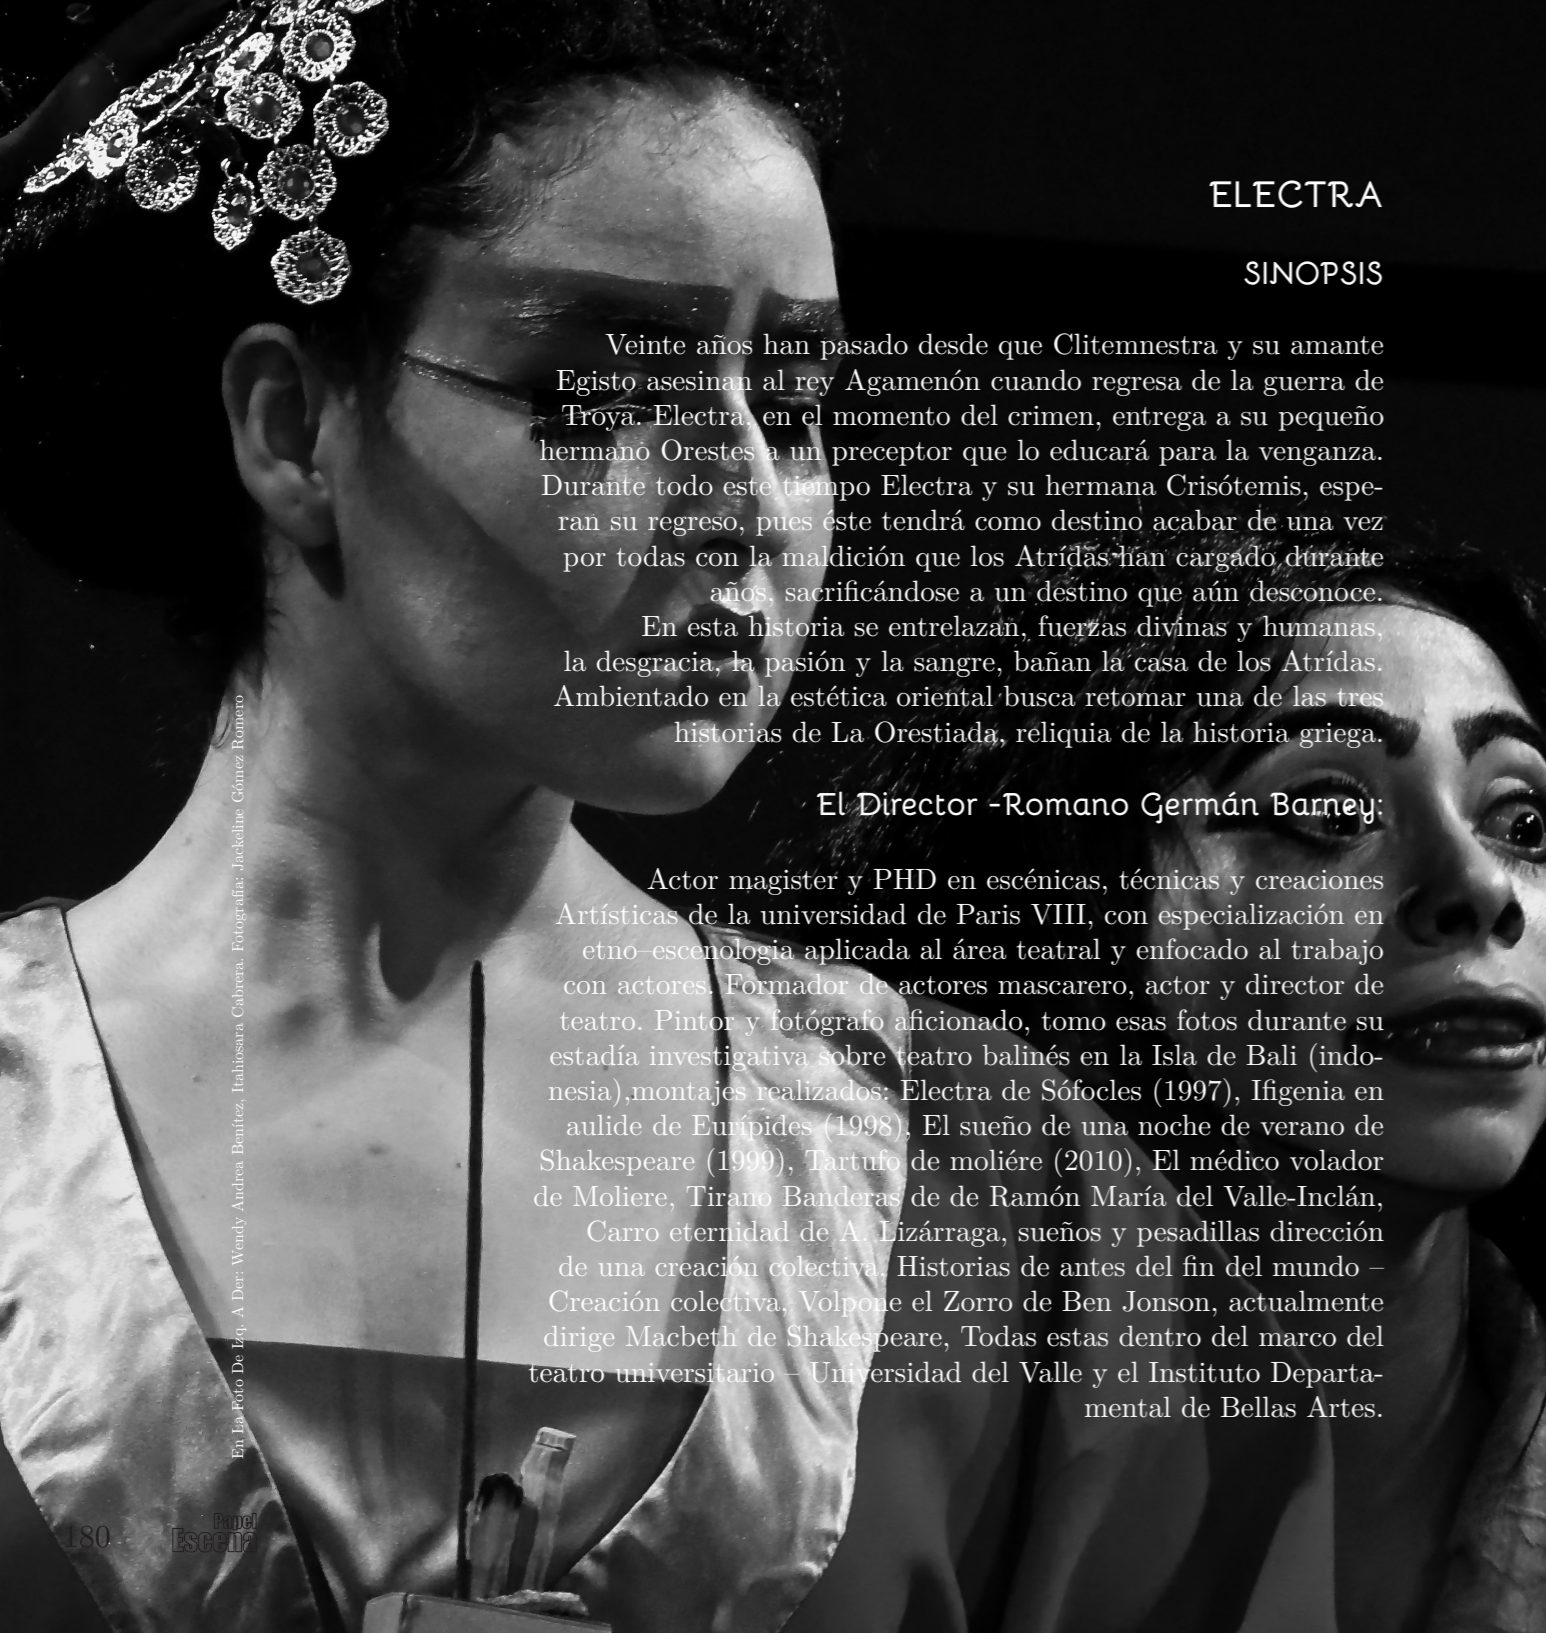 ELECTRA
SINOPSIS
Veinte años han pasado desde que Clitemnestra y su amante
Egisto asesinan al rey Agamenón cuando regresa de la guerra de
Troya. Electra, en el momento del crimen, entrega a su pequeño
hermano Orestes a un preceptor que lo educará para la venganza.
Durante todo este tiempo Electra y su hermana Crisótemis, espe-
ran su regreso, pues éste tendrá como destino acabar de una vez
por todas con la maldición que los Atrídas han cargado durante
años, sacrificándose a un destino que aún desconoce.
En esta historia se entrelazan, fuerzas divinas y humanas,
la desgracia, la pasión y la sangre, bañan la casa de los Atrídas.
Ambientado en la estética oriental busca retomar una de las tres
historias de La Orestiada, reliquia de la historia griega.
El Director -Romano Germán Barney:
Actor magister y PHD en escénicas, técnicas y creaciones
Artísticas de la universidad de Paris VIII, con especialización en
etno–escenologia aplicada al área teatral y enfocado al trabajo
con actores. Formador de actores mascarero, actor y director de
teatro. Pintor y fotógrafo aficionado, tomo esas fotos durante su
estadía investigativa sobre teatro balinés en la Isla de Bali (indo-
nesia),montajes realizados: Electra de Sófocles (1997), Ifigenia en
aulide de Eurípides (1998), El sueño de una noche de verano de
Shakespeare (1999), Tartufo de moliére (2010), El médico volador
de Moliere, Tirano Banderas de de Ramón María del Valle-Inclán,
Carro eternidad de A. Lizárraga, sueños y pesadillas dirección
de una creación colectiva. Historias de antes del fin del mundo –
Creación colectiva, Volpone el Zorro de Ben Jonson, actualmente
dirige Macbeth de Shakespeare, Todas estas dentro del marco del
teatro universitario – Universidad del Valle y el Instituto Departa-
mental de Bellas Artes.
En La Foto De Izq. A Der: Wendy Andrea Benítez, Itahiosara Cabrera. Fotografía: Jackeline Gómez Romero
180
Papel
Escena